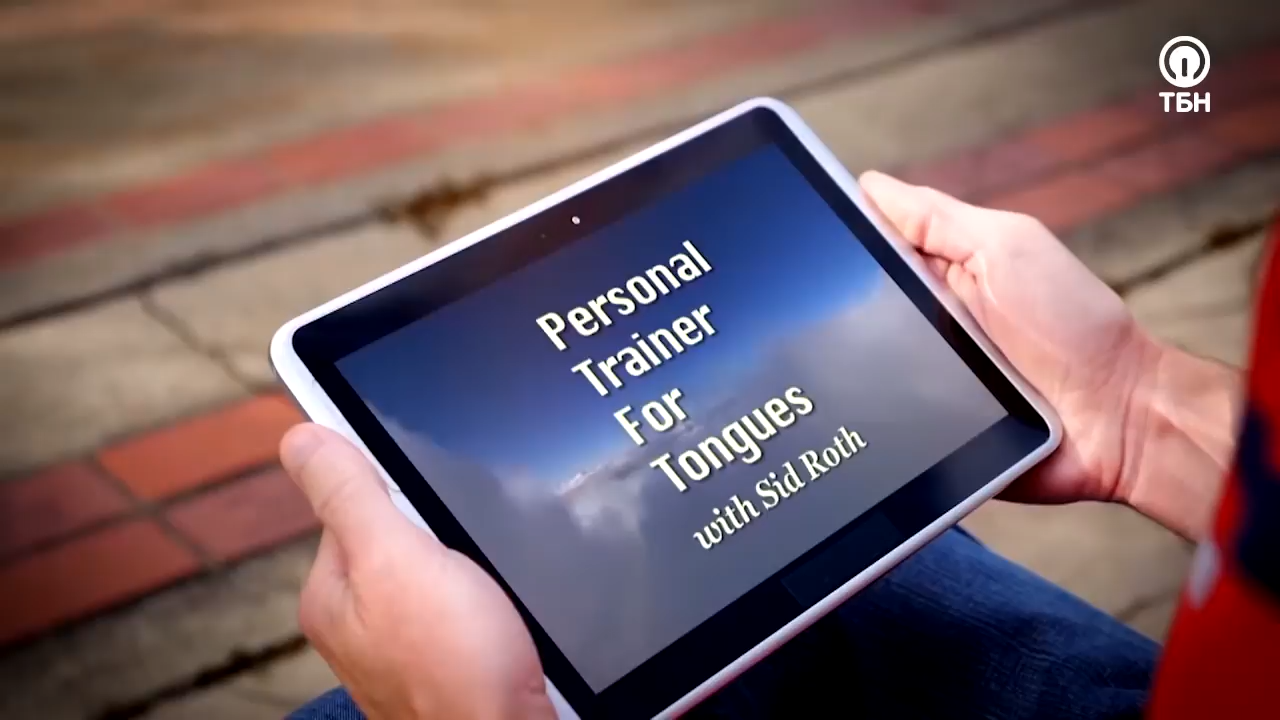 ТБН
Personal
Trainer
For
Tongues
with Sid Roth